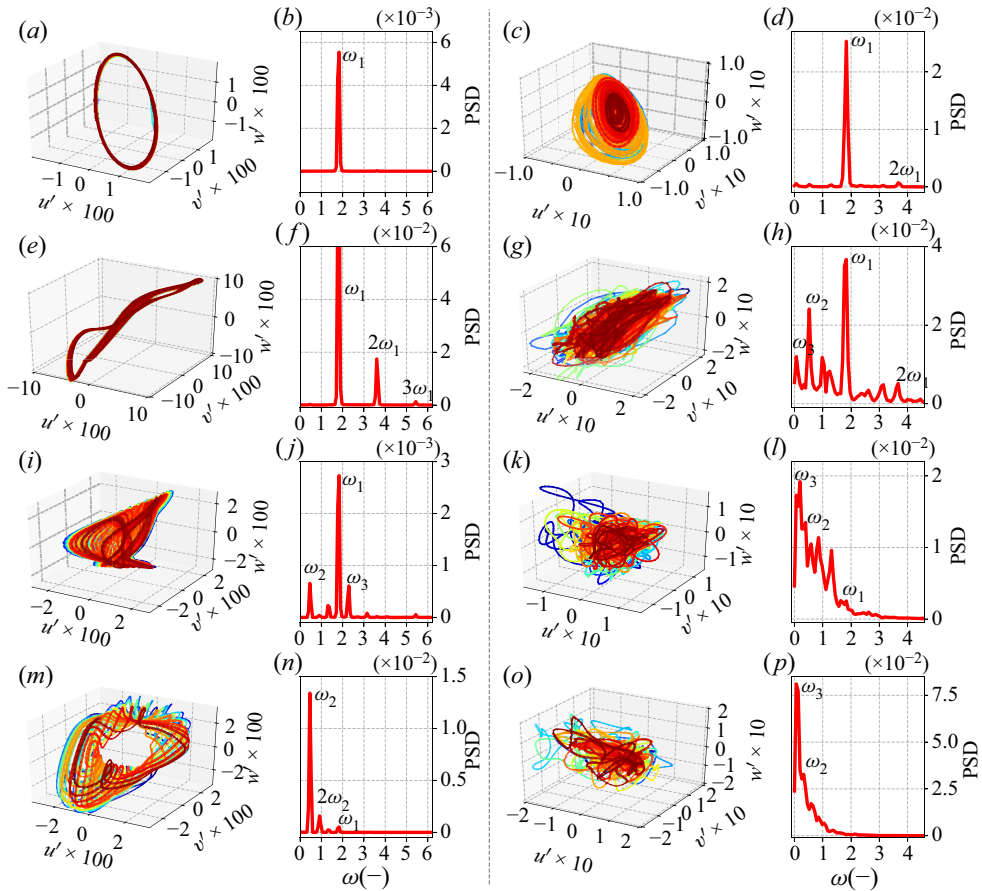 (a)
1
0
−1
w′ × 100
−1 0 1
u′ × 100
−1 0 1
v′ × 100
(b) (×10−3)
6
4
2
0
PSD
ω1
0 1 2 3 4 5 6
(c)
1.0
0
−1.0
w′ × 10
−1.0 0 1.0
u′ × 10
−1.0 0 1.0
v′ × 10
(d) (×10−2)
2
1
0
PSD
ω1
2ω1
0 1 2 3 4
(e)
10
0
−10
w′ × 100
−10 0 10
u′ × 100
−10 0 10
v′ × 100
(f) (×10−2)
6
4
2
0
PSD
ω1
2ω1
3ω1
0 1 2 3 4 5 6
(g)
2
0
−2
w′ × 10
−2 0 2
u′ × 10
−2 0 2
v′ × 10
(h) (×10−2)
4
2
0
PSD
ω1
ω2
ω3
2ω1
0 1 2 3 4
(i)
2
0
−2
w′ × 100
−2 0 2
u′ × 100
−2 0 2
v′ × 100
(j) (×10−3)
3
2
1
0
PSD
ω1
ω2
ω3
0 1 2 3 4 5 6
(k)
1
0
−1
w′ × 10
−1 0 1
u′ × 10
−1 0 1
v′ × 10
(l) (×10−2)
2
1
0
PSD
ω3
ω2
ω1
0 1 2 3 4
(m)
2
0
−2
w′ × 100
−2 0 2
u′ × 100
−2 0 2
v′ × 100
(n) (×10−2)
1.5
1.0
0.5
0
PSD
ω2
2ω2
ω1
0 1 2 3 4 5 6
ω(−)
(o)
2
1
0
−1
−2
w′ × 10
−2 −1 0 1 2
u′ × 10
−2 −1 0 1 2
v′ × 10
(p) (×10−2)
7.5
5.0
2.5
0
PSD
ω3
ω2
0 1 2 3 4
ω(−)